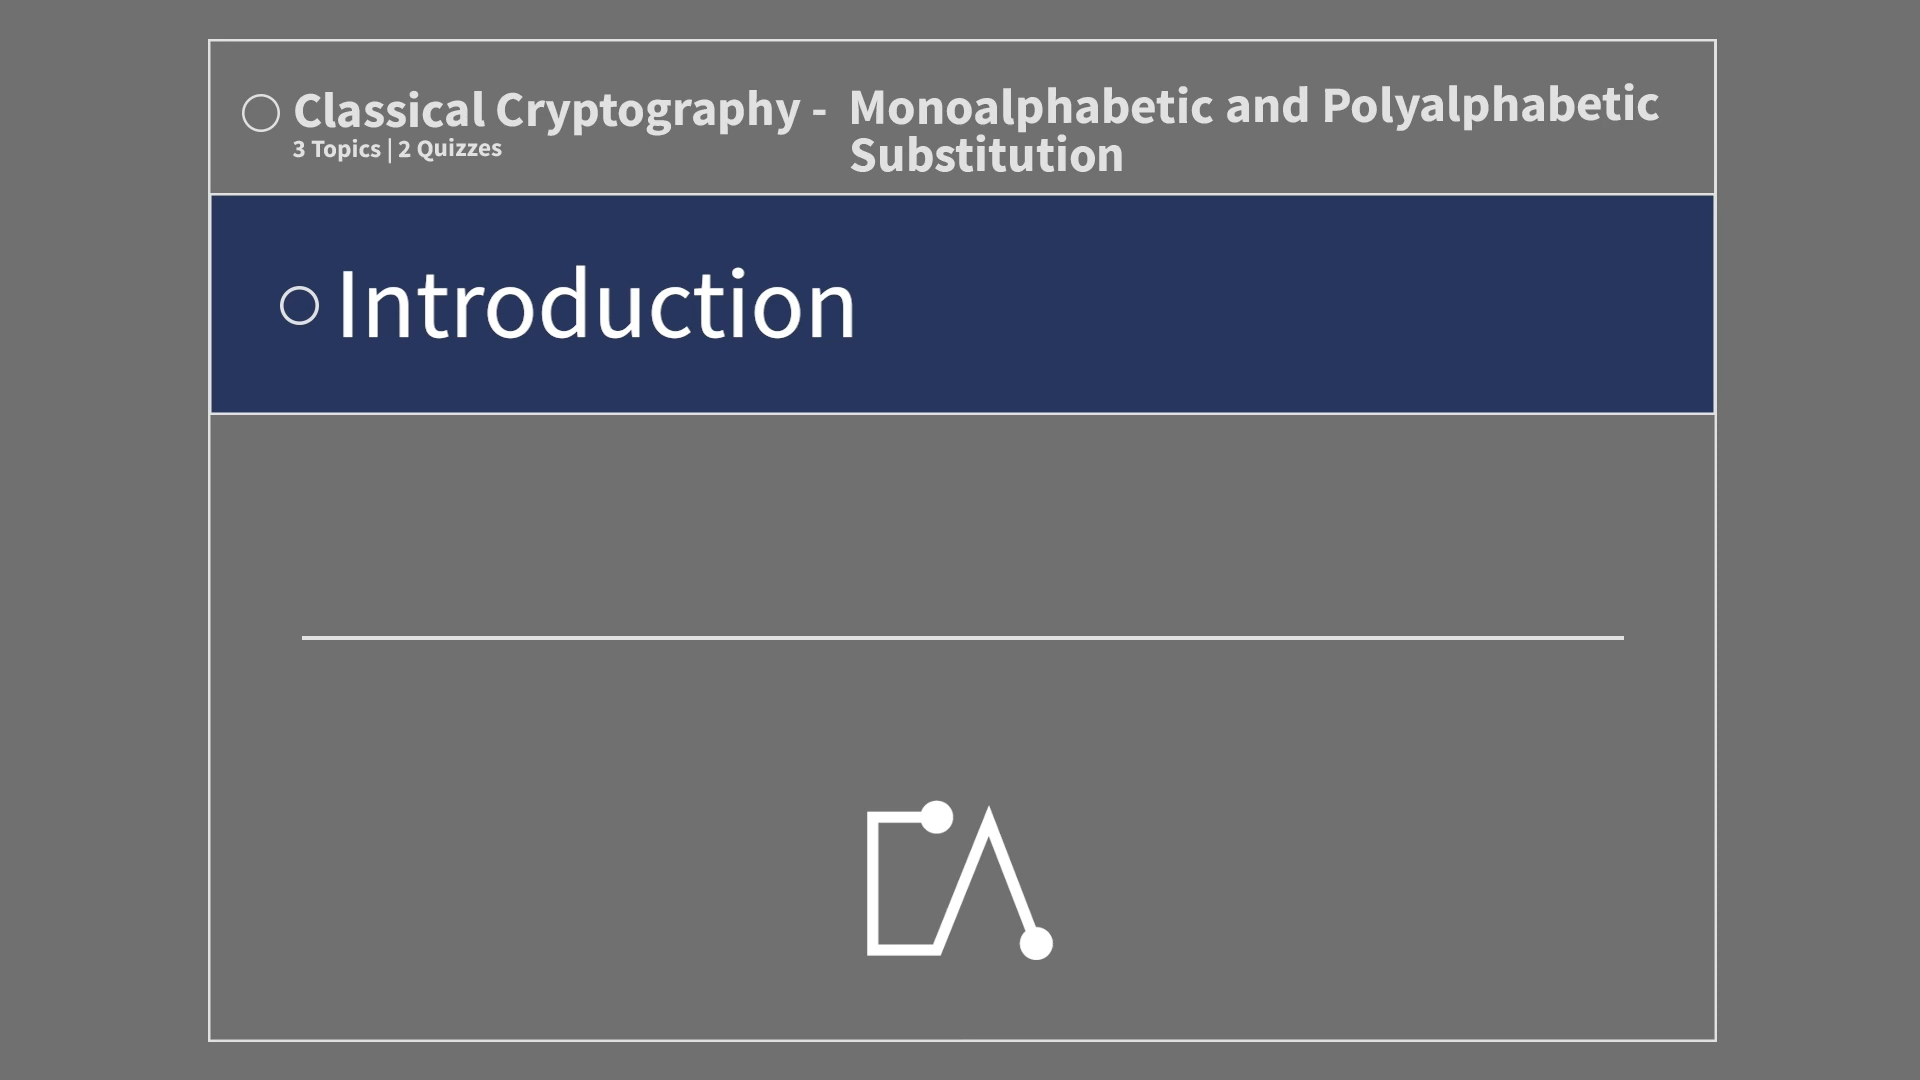 Classical Cryptography - Monoalphabetic and Polyalphabetic
Substitution
3 Topics | 2 Quizzes
Introduction